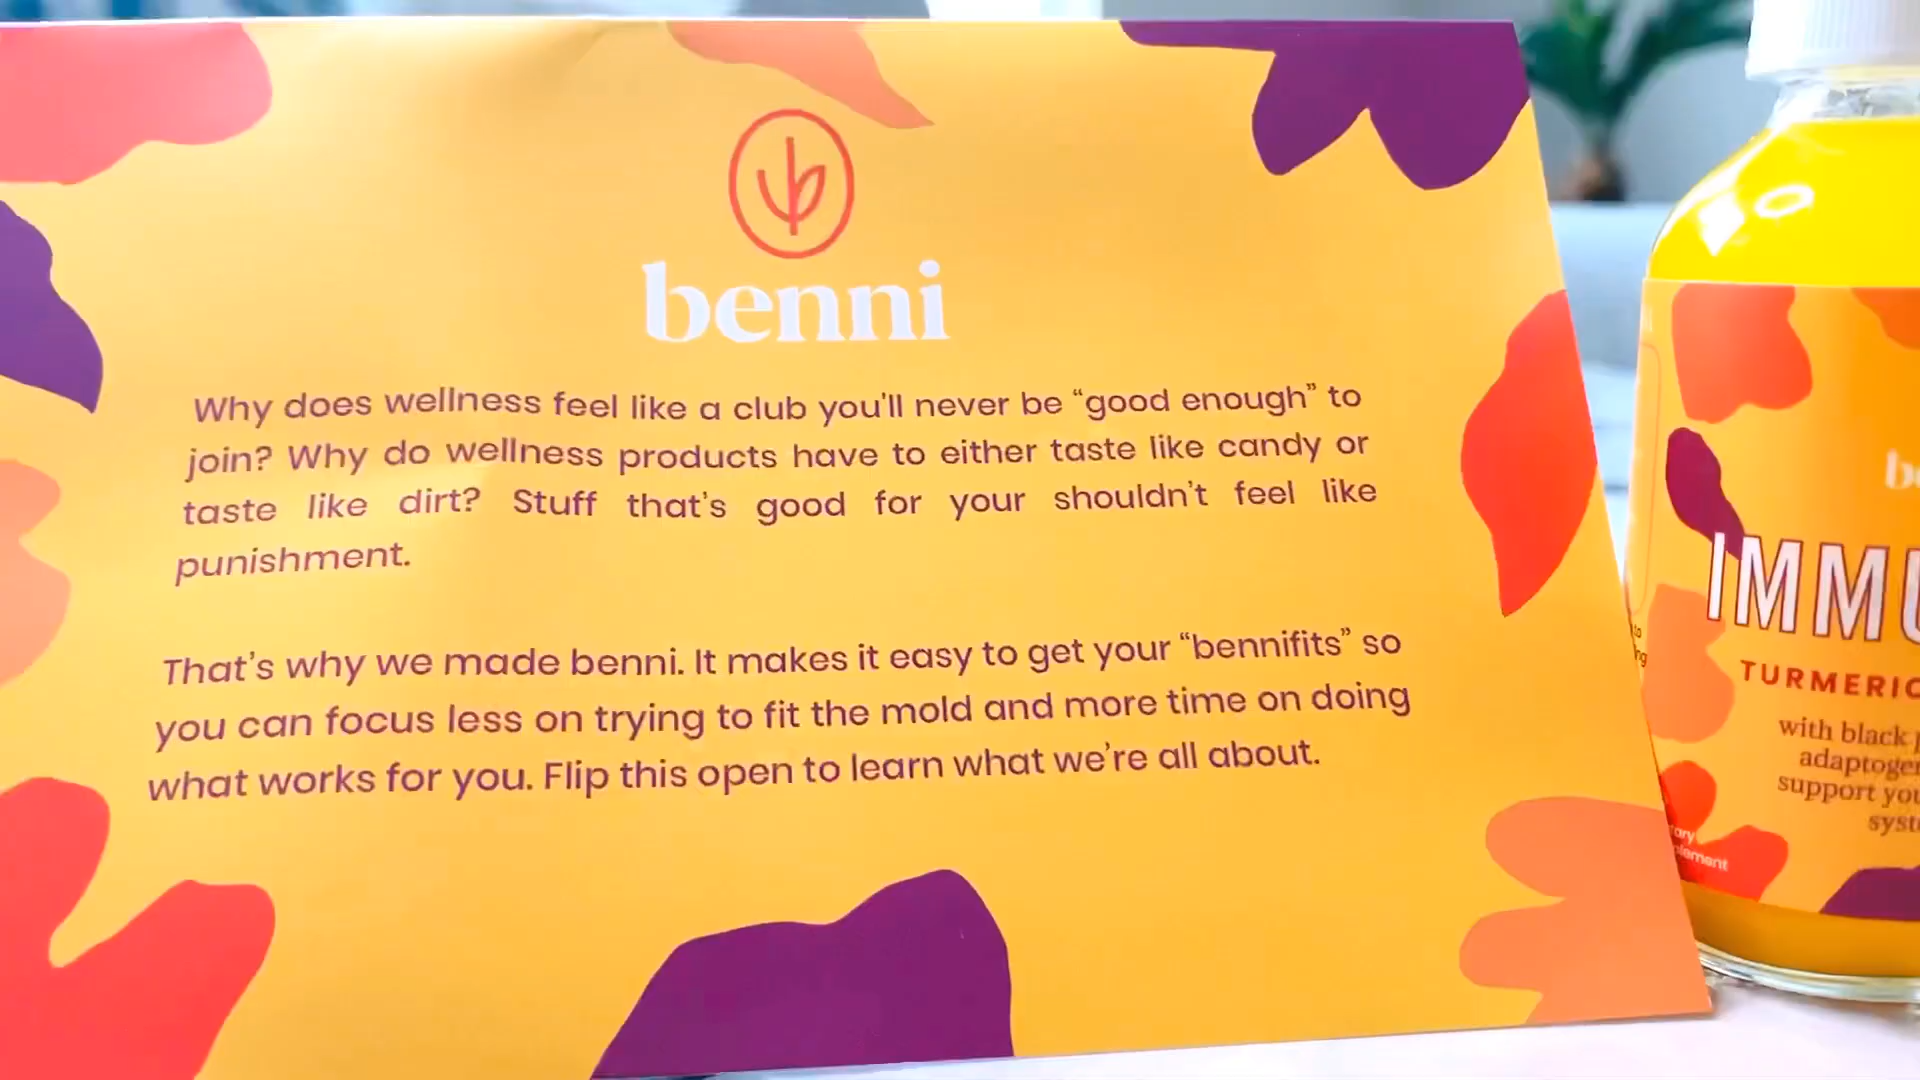 benni
Why does wellness feel like a club you'll never be “good enough” to
join? Why do wellness products have to either taste like candy or
taste like dirt? Stuff that's good for your shouldn't feel like
punishment.
That's why we made benni. It makes it easy to get your “bennifits” so
you can focus less on trying to fit the mold and more time on doing
what works for you. Flip this open to learn what we're all about.
be
IMMU
TURMERIC
with black p
adaptoge
support you
syst